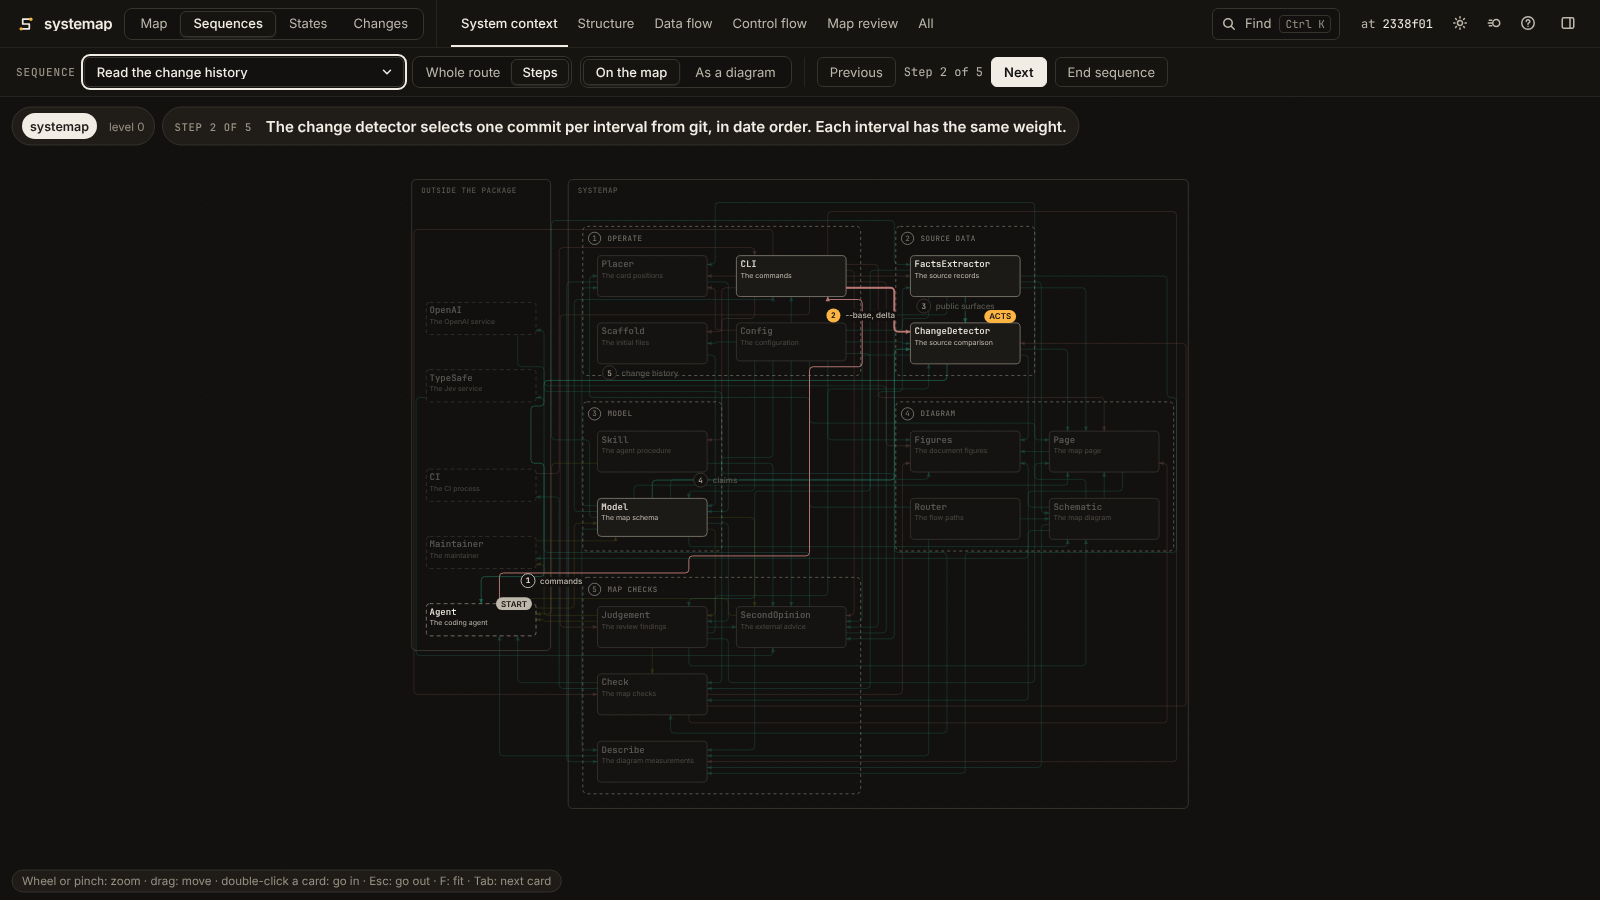 systemap
Map
Sequences
States
Changes
System context
Structure
Data flow
Control flow
Map review
All
Find
Ctrl K
at 2338f01
SEQUENCE
Read the change history
Whole route
Steps
On the map
As a diagram
Previous
Step 2 of 5
Next
End sequence
systemap
level 0
STEP 2 OF 5
The change detector selects one commit per interval from git, in date order. Each interval has the same weight.
OUTSIDE THE PACKAGE
SYSTEMAP
1 OPERATE
2 SOURCE DATA
Placer
The card positions
CLI
The commands
FactsExtractor
The source records
OpenAI
The OpenAI service
3 public surfaces
2 --base, delta
ACTS
Scaffold
The initial files
Config
The configuration
ChangeDetector
The source comparison
5 change history
TypeSafe
The Jev service
3 MODEL
4 DIAGRAM
Skill
The agent procedure
Figures
The document figures
Page
The map page
CI
The CI process
4 claims
Model
The map schema
Router
The flow paths
Schematic
The map diagram
Maintainer
The maintainer
1 commands
5 MAP CHECKS
START
Agent
The coding agent
Judgement
The review findings
SecondOpinion
The external advice
Check
The map checks
Describe
The diagram measurements
Wheel or pinch: zoom · drag: move · double-click a card: go in · Esc: go out · F: fit · Tab: next card